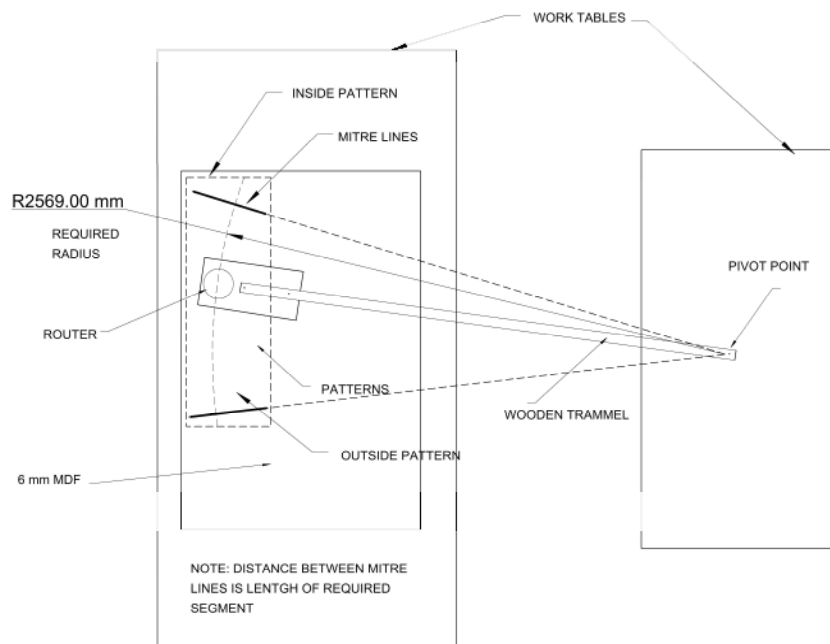 WORK TABLES
INSIDE PATTERN
MITRE LINES
R2569.00 mm
REQUIRED
RADIUS
PIVOT POINT
ROUTER
PATTERNS
WOODEN TRAMMEL
OUTSIDE PATTERN
6 mm MDF
NOTE: DISTANCE BETWEEN MITRE
LINES IS LENTGH OF REQUIRED
SEGMENT